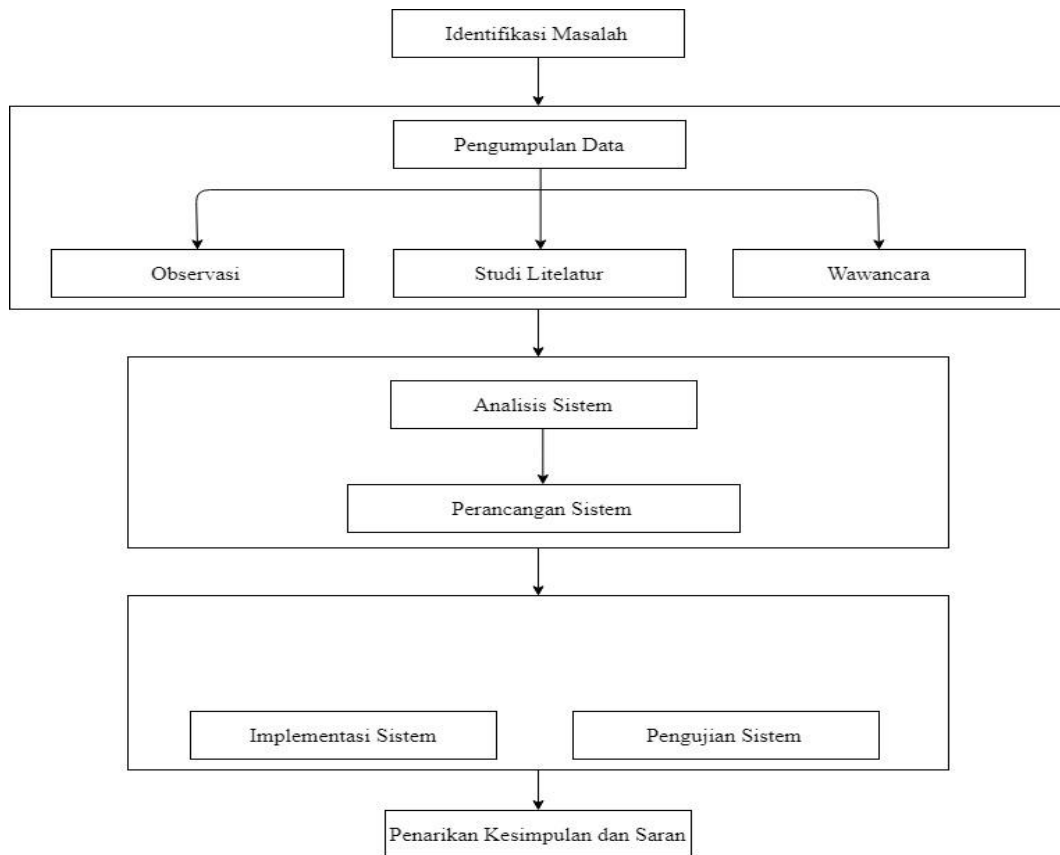 Identifikasi Masalah
Pengumpulan Data
Observasi
Studi Litelatur
Wawancara
Analisis Sistem
Perancangan Sistem
Implementasi Sistem
Pengujian Sistem
Penarikan Kesimpulan dan Saran